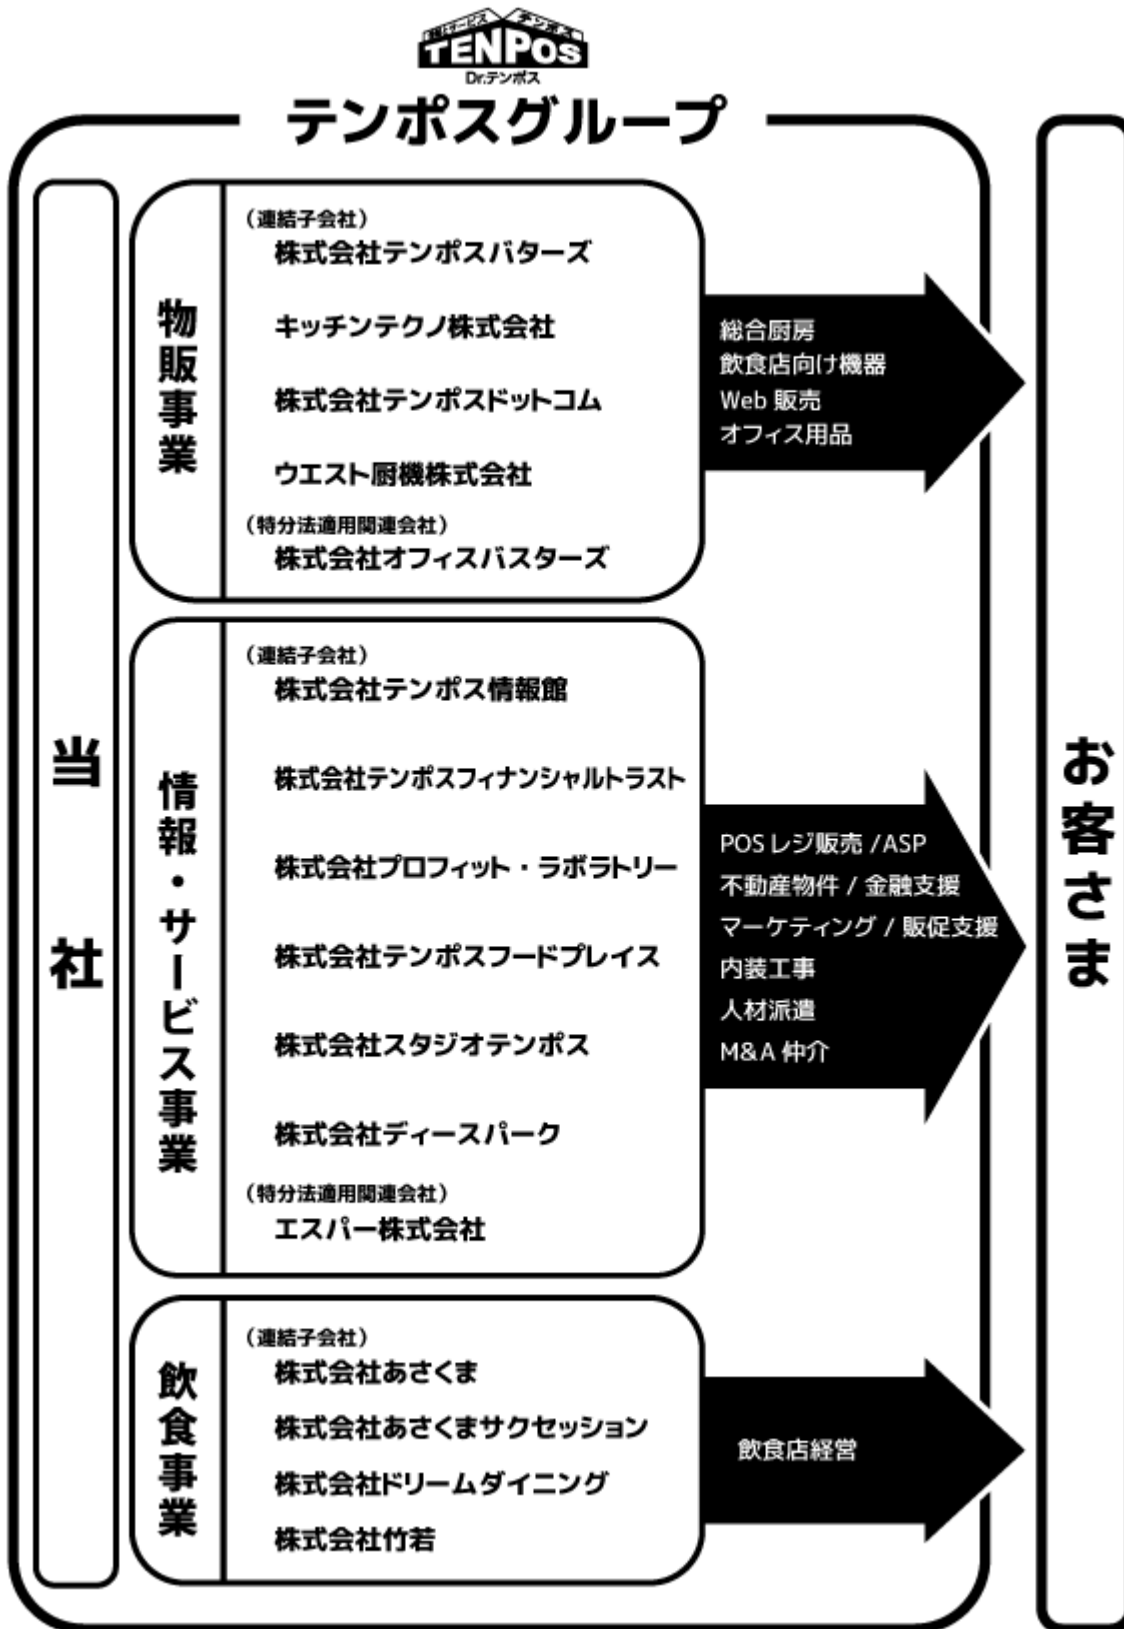 テンポス
TENPOS
Dr.テンポス
テンポスグループ
当社
物販事業
（連結子会社）
株式会社テンポスバスターズ
キッチンテクノ株式会社
株式会社テンポスドットコム
ウエスト厨機株式会社
（特分法適用関連会社）
株式会社オフィスバスターズ
総合厨房
飲食店向け機器
Web 販売
オフィス用品
情報・サービス事業
（連結子会社）
株式会社テンポス情報館
株式会社テンポスフィナンシャルトラスト
株式会社プロフィット・ラボラトリー
株式会社テンポスフードプレイス
株式会社スタジオテンポス
株式会社ディースパーク
（特分法適用関連会社）
エスパー株式会社
POSレジ販売 /ASP
不動産物件 / 金融支援
マーケティング / 販促支援
内装工事
人材派遣
M&A 仲介
飲食事業
（連結子会社）
株式会社あさくま
株式会社あさくまサクセッション
株式会社ドリームダイニング
株式会社竹若
飲食店経営
お客さま